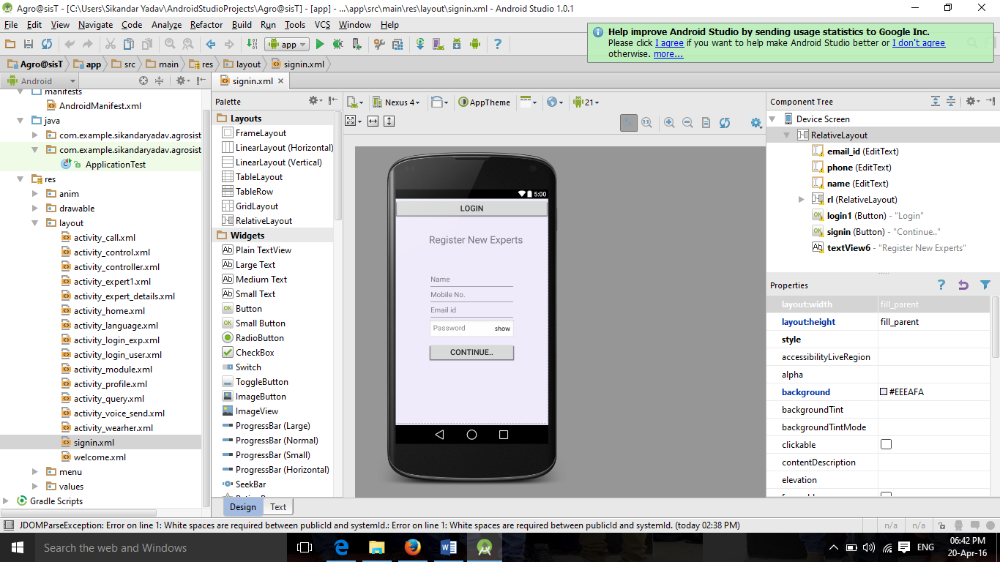 Agro@sisT - [C:\Users\Sikandar Yadav\AndroidStudioProjects\Agro@sisT] - [app] - ...\app\src\main\res\layout\signin.xml - Android Studio 1.0.1
File Edit View Navigate Code Analyze Refactor Build Run Tools VCS Window Help
Help improve Android Studio by sending usage statistics to Google Inc.
Please click I agree if you want to help make Android Studio better or I don't agree
otherwise. more...
app
Agro@sisT app src main res layout signin.xml
Android
manifests
AndroidManifest.xml
java
com.example.sikandaryadav.agrosist
com.example.sikandaryadav.agrosist
ApplicationTest
res
anim
drawable
layout
activity_call.xml
activity_control.xml
activity_controller.xml
activity_expert1.xml
activity_expert_details.xml
activity_home.xml
activity_language.xml
activity_login_exp.xml
activity_login_user.xml
activity_module.xml
activity_profile.xml
activity_query.xml
activity_voice_send.xml
activity_wearher.xml
signin.xml
welcome.xml
menu
values
Gradle Scripts
signin.xml
Palette
Layouts
FrameLayout
LinearLayout (Horizontal)
LinearLayout (Vertical)
TableLayout
TableRow
GridLayout
RelativeLayout
Widgets
Ab Plain TextView
Ab Large Text
Ab Medium Text
Ab Small Text
OK Button
OK Small Button
RadioButton
CheckBox
Switch
ToggleButton
ImageButton
ImageView
ProgressBar (Large)
ProgressBar (Normal)
ProgressBar (Small)
ProgressBar (Horizontal)
SeekBar
Design Text
Nexus 4 AppTheme 21
5:00
LOGIN
Register New Experts
Name
Mobile No.
Email id
Password show
CONTINUE..
Component Tree
Device Screen
RelativeLayout
email_id (EditText)
phone (EditText)
name (EditText)
rl (RelativeLayout)
OK login1 (Button) - "Login"
OK signin (Button) - "Continue.."
Ab textView6 - "Register New Experts"
Properties
layout:width fill_parent
layout:height fill_parent
style
accessibilityLiveRegion
alpha
background #EEEAFA
backgroundTint
backgroundTintMode
clickable
contentDescription
elevation
JDOMParseException: Error on line 1: White spaces are required between publicId and systemId.: Error on line 1: White spaces are required between publicId and systemId. (today 02:38 PM)
n/a n/a
Search the web and Windows
ENG
06:42 PM
20-Apr-16